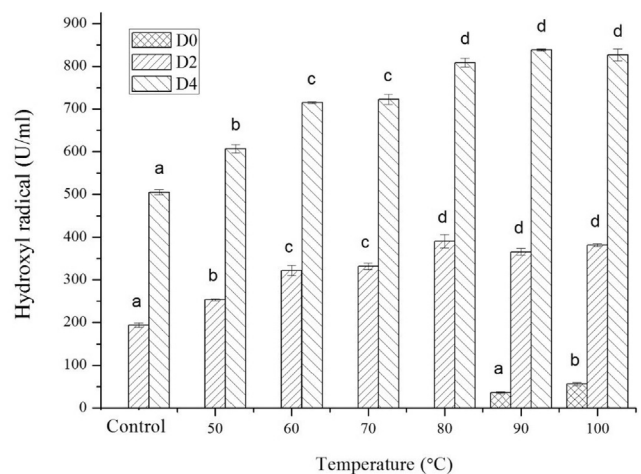 900
800
700
600
500
400
300
200
100
0
Hydroxyl radical (U/ml)
D0
D2
D4
a
b
c
c
d
d
d
a
b
c
c
d
d
d
a
b
Control
50
60
70
80
90
100
Temperature (°C)